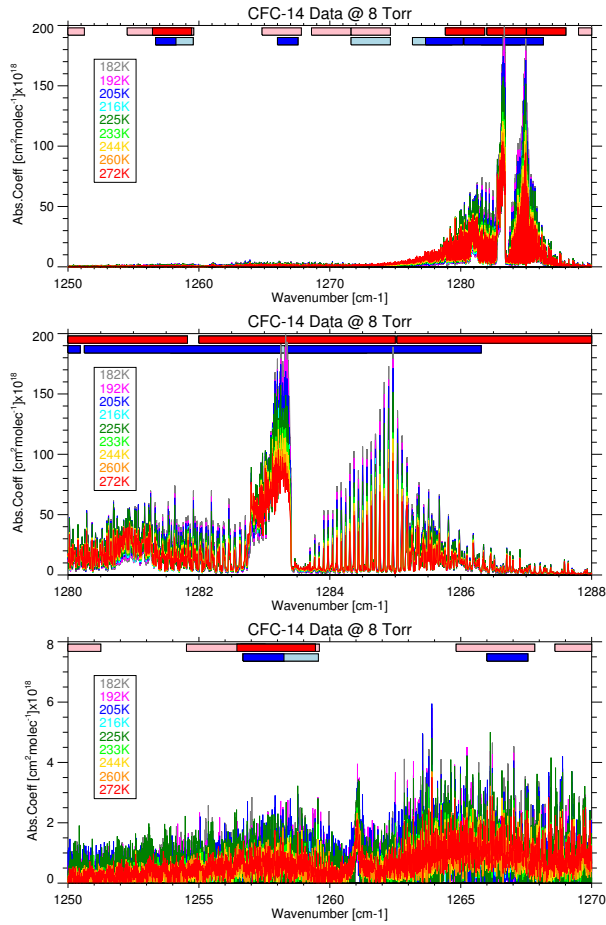 CFC-14 Data @ 8 Torr
200
150
100
50
0
Abs.Coeff [cm²molec⁻¹]x10¹⁸
182K
192K
205K
216K
225K
233K
244K
260K
272K
1250
1260
1270
1280
Wavenumber [cm-1]
CFC-14 Data @ 8 Torr
200
150
100
50
0
Abs.Coeff [cm²molec⁻¹]x10¹⁸
182K
192K
205K
216K
225K
233K
244K
260K
272K
1280
1282
1284
1286
1288
Wavenumber [cm-1]
CFC-14 Data @ 8 Torr
8
6
4
2
0
Abs.Coeff [cm²molec⁻¹]x10¹⁸
182K
192K
205K
216K
225K
233K
244K
260K
272K
1250
1255
1260
1265
1270
Wavenumber [cm-1]